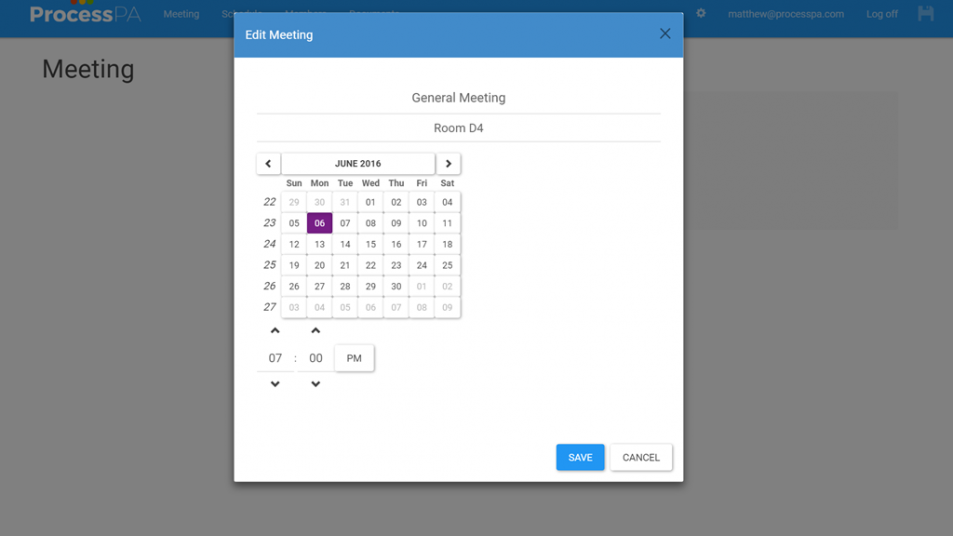 ProcessPA Meeting Schedule Members Documents matthew@processpa.com Log off
Edit Meeting
Meeting
General Meeting
Room D4
JUNE 2016
Sun Mon Tue Wed Thu Fri Sat
22 29 30 31 01 02 03 04
23 05 06 07 08 09 10 11
24 12 13 14 15 16 17 18
25 19 20 21 22 23 24 25
26 26 27 28 29 30 01 02
27 03 04 05 06 07 08 09
07 : 00 PM
SAVE CANCEL